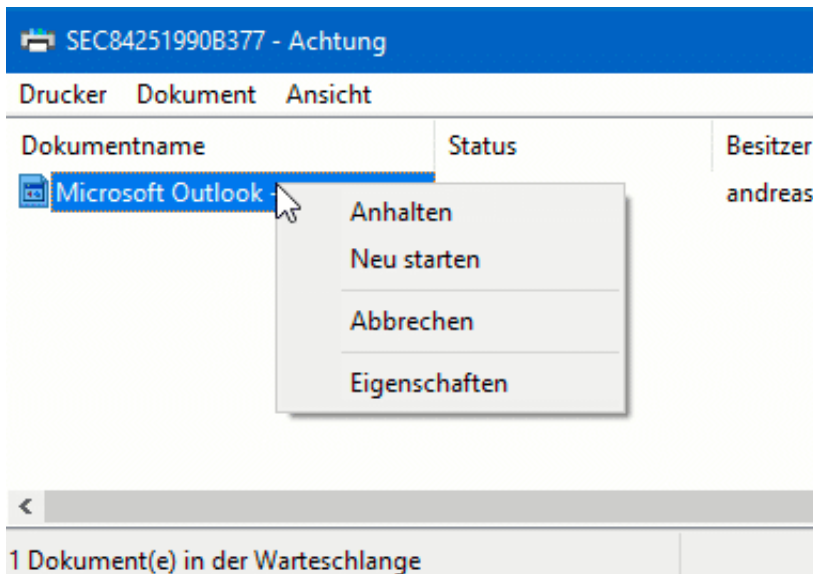 SEC84251990B377 - Achtung
Drucker Dokument Ansicht
Dokumentname Status Besitzer
Microsoft Outlook - andreas
Anhalten
Neu starten
Abbrechen
Eigenschaften
1 Dokument(e) in der Warteschlange